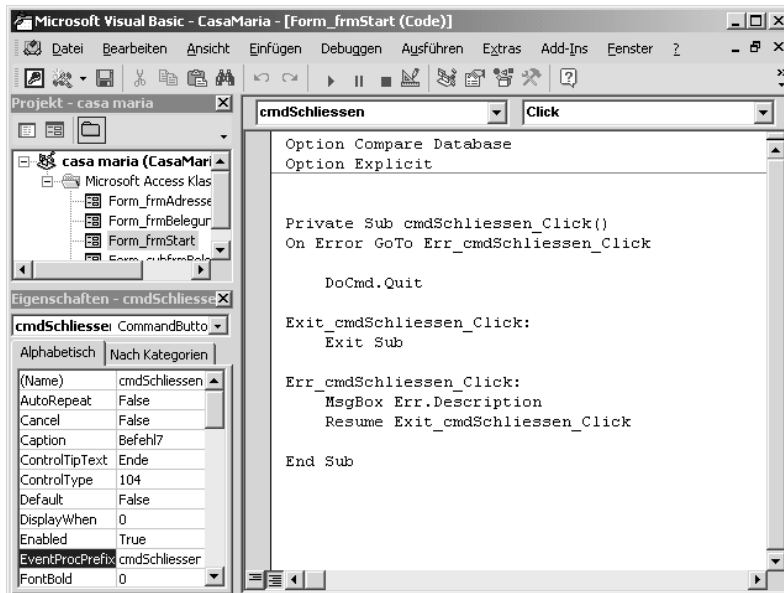 Microsoft Visual Basic - CasaMaria - [Form_frmStart (Code)]
Datei Bearbeiten Ansicht Einfügen Debuggen Ausführen Extras Add-Ins Fenster ?
Projekt - casa maria
casa maria (CasaMari
Microsoft Access Klas
Form_frmAdresse
Form_frmBelegur
Form_frmStart
Eigenschaften - cmdSchliesse
cmdSchliesse CommandButto
Alphabetisch Nach Kategorien
(Name) cmdSchliessen
AutoRepeat False
Cancel False
Caption Befehl7
ControlTipText Ende
ControlType 104
Default False
DisplayWhen 0
Enabled True
EventProcPrefix cmdSchliesser
FontBold 0
cmdSchliessen Click
Option Compare Database
Option Explicit
Private Sub cmdSchliessen_Click()
On Error GoTo Err_cmdSchliessen_Click
DoCmd.Quit
Exit_cmdSchliessen_Click:
Exit Sub
Err_cmdSchliessen_Click:
MsgBox Err.Description
Resume Exit_cmdSchliessen_Click
End Sub